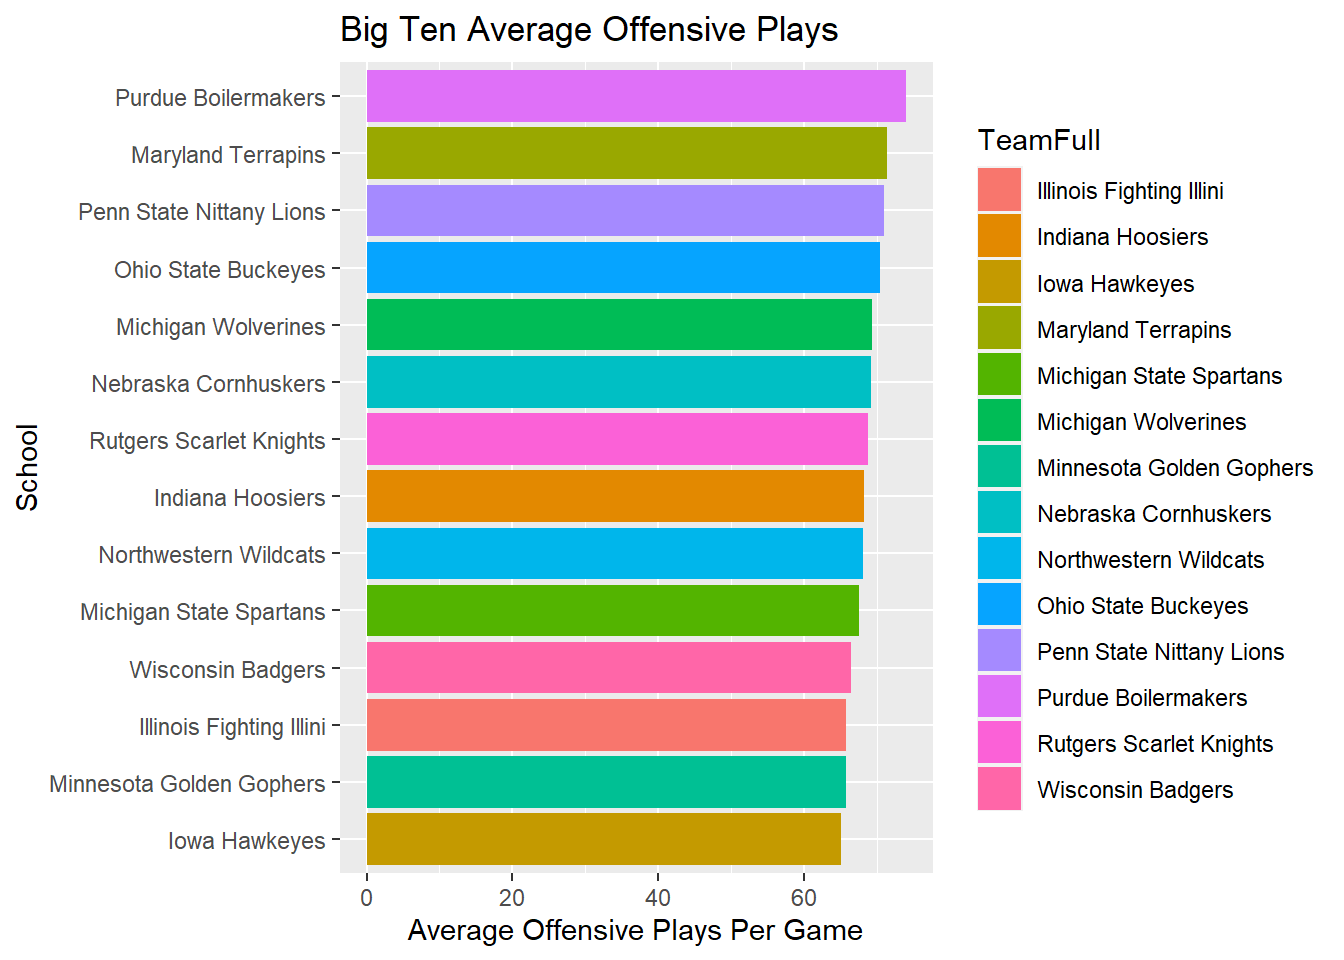 Big Ten Average Offensive Plays
School
Purdue Boilermakers
Maryland Terrapins
Penn State Nittany Lions
Ohio State Buckeyes
Michigan Wolverines
Nebraska Cornhuskers
Rutgers Scarlet Knights
Indiana Hoosiers
Northwestern Wildcats
Michigan State Spartans
Wisconsin Badgers
Illinois Fighting Illini
Minnesota Golden Gophers
Iowa Hawkeyes
0 20 40 60
Average Offensive Plays Per Game
TeamFull
Illinois Fighting Illini
Indiana Hoosiers
Iowa Hawkeyes
Maryland Terrapins
Michigan State Spartans
Michigan Wolverines
Minnesota Golden Gophers
Nebraska Cornhuskers
Northwestern Wildcats
Ohio State Buckeyes
Penn State Nittany Lions
Purdue Boilermakers
Rutgers Scarlet Knights
Wisconsin Badgers